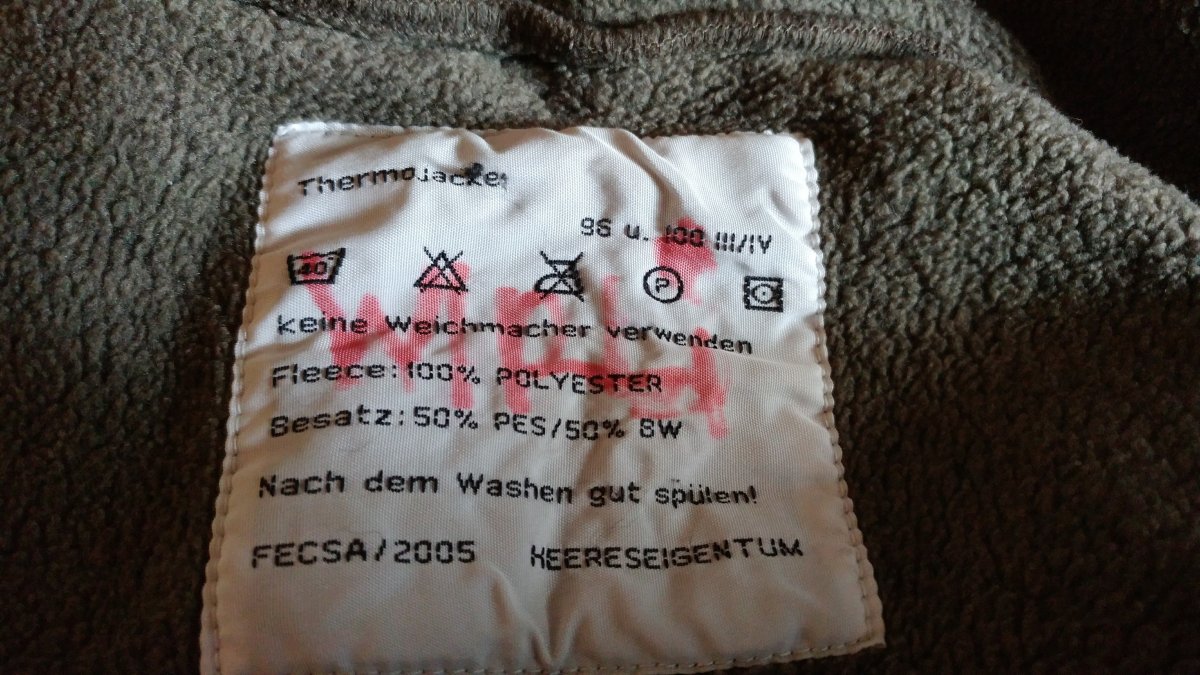 Thermojacke
96 u. 100 III/IV
40 P
keine Weichmacher verwenden
Fleece:100% POLYESTER
Besatz:50% PES/50% BW
Nach dem Washen gut spülen!
FECSA/2005 HEERESEIGENTUM